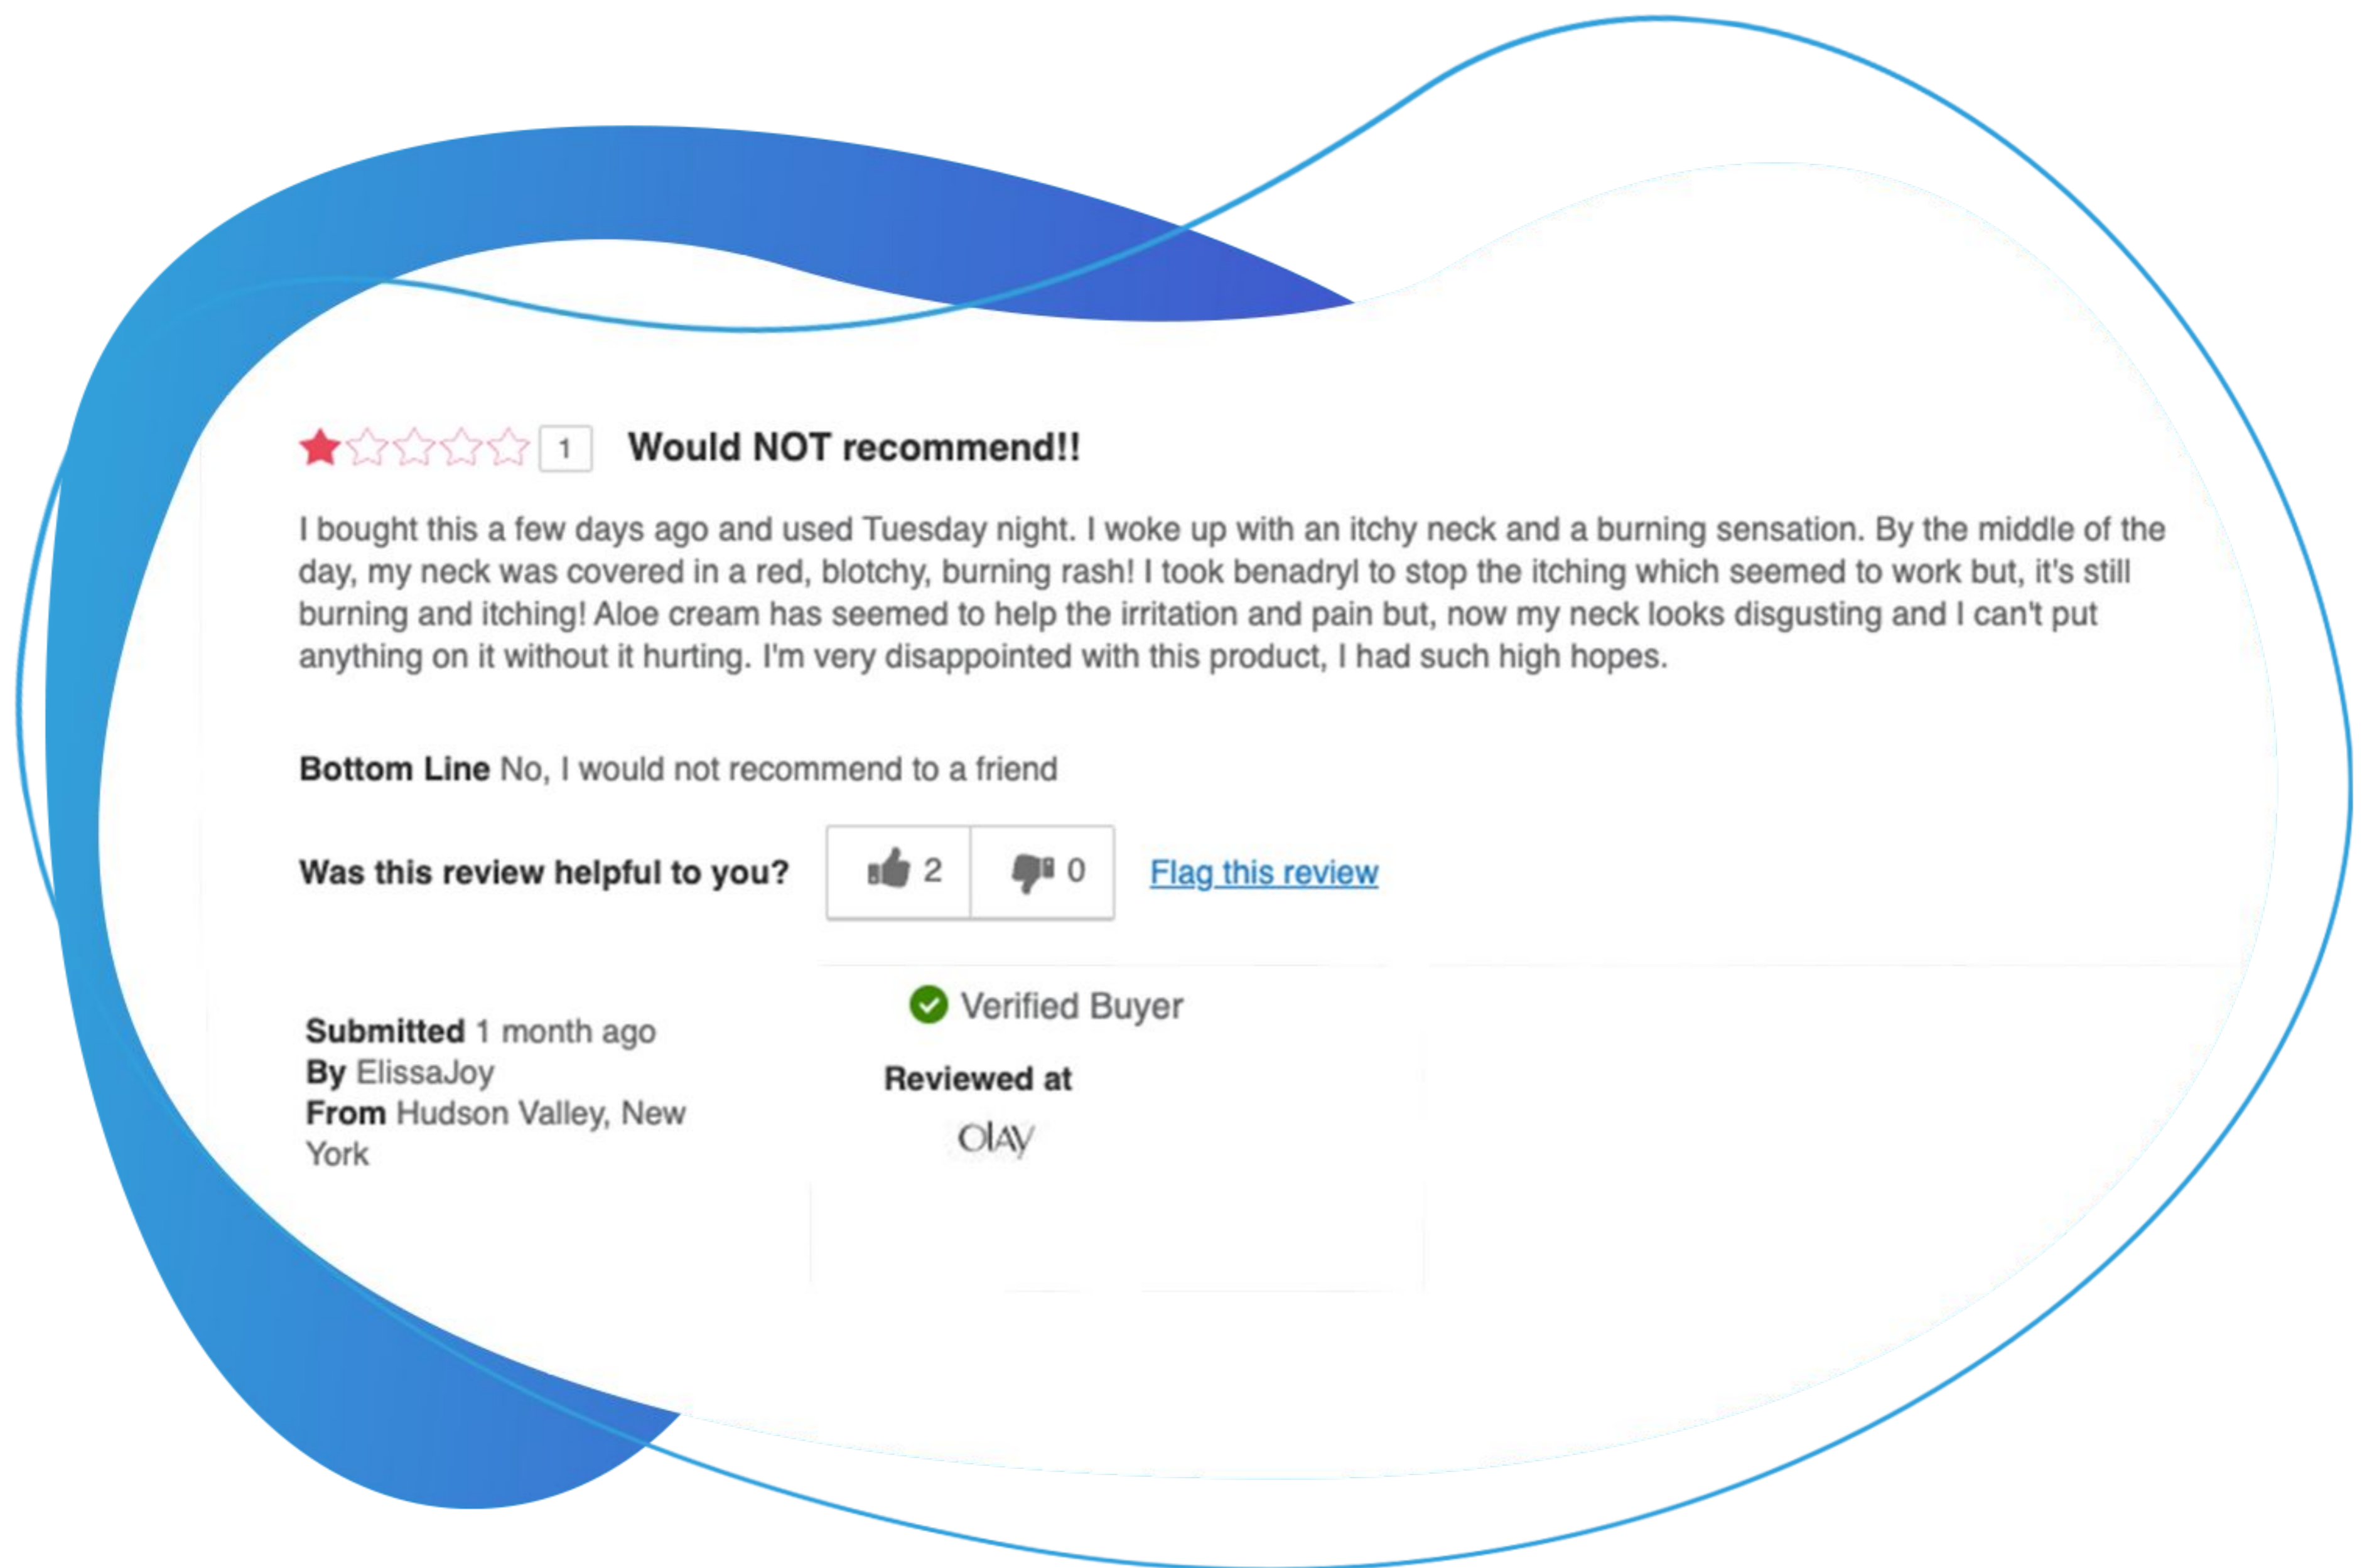 1 Would NOT recommend!!
I bought this a few days ago and used Tuesday night. I woke up with an itchy neck and a burning sensation. By the middle of the
day, my neck was covered in a red, blotchy, burning rash! I took benadryl to stop the itching which seemed to work but, it's still
burning and itching! Aloe cream has seemed to help the irritation and pain but, now my neck looks disgusting and I can't put
anything on it without it hurting. I'm very disappointed with this product, I had such high hopes.
Bottom Line No, I would not recommend to a friend
Was this review helpful to you? 2 0 Flag this review
Submitted 1 month ago
By ElissaJoy
From Hudson Valley, New
York
Verified Buyer
Reviewed at
OLAY